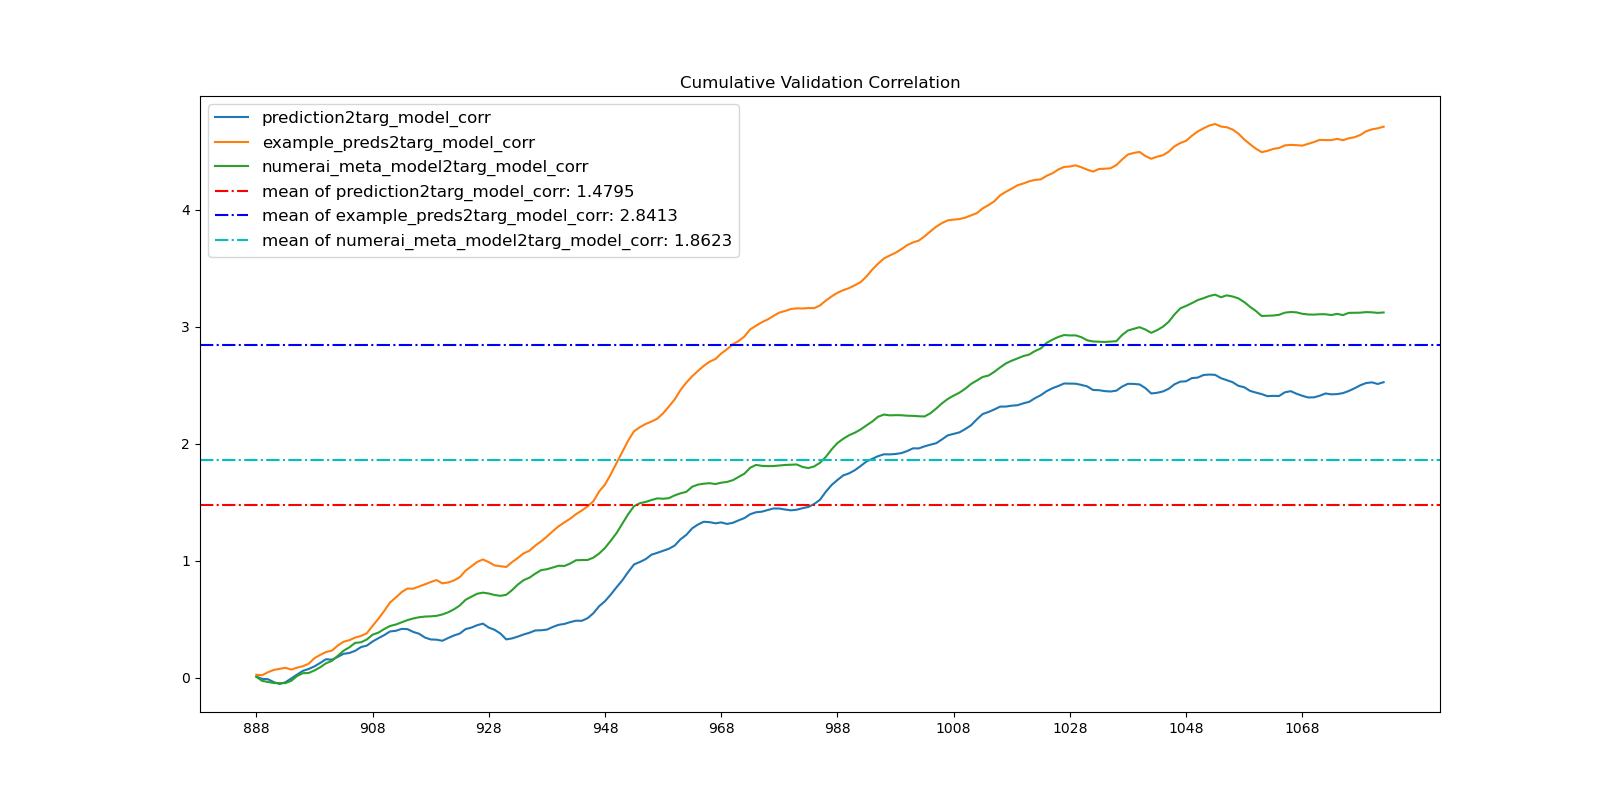 Cumulative Validation Correlation
prediction2targ_model_corr
example_preds2targ_model_corr
numerai_meta_model2targ_model_corr
mean of prediction2targ_model_corr: 1.4795
mean of example_preds2targ_model_corr: 2.8413
mean of numerai_meta_model2targ_model_corr: 1.8623
4
3
2
1
0
888 908 928 948 968 988 1008 1028 1048 1068